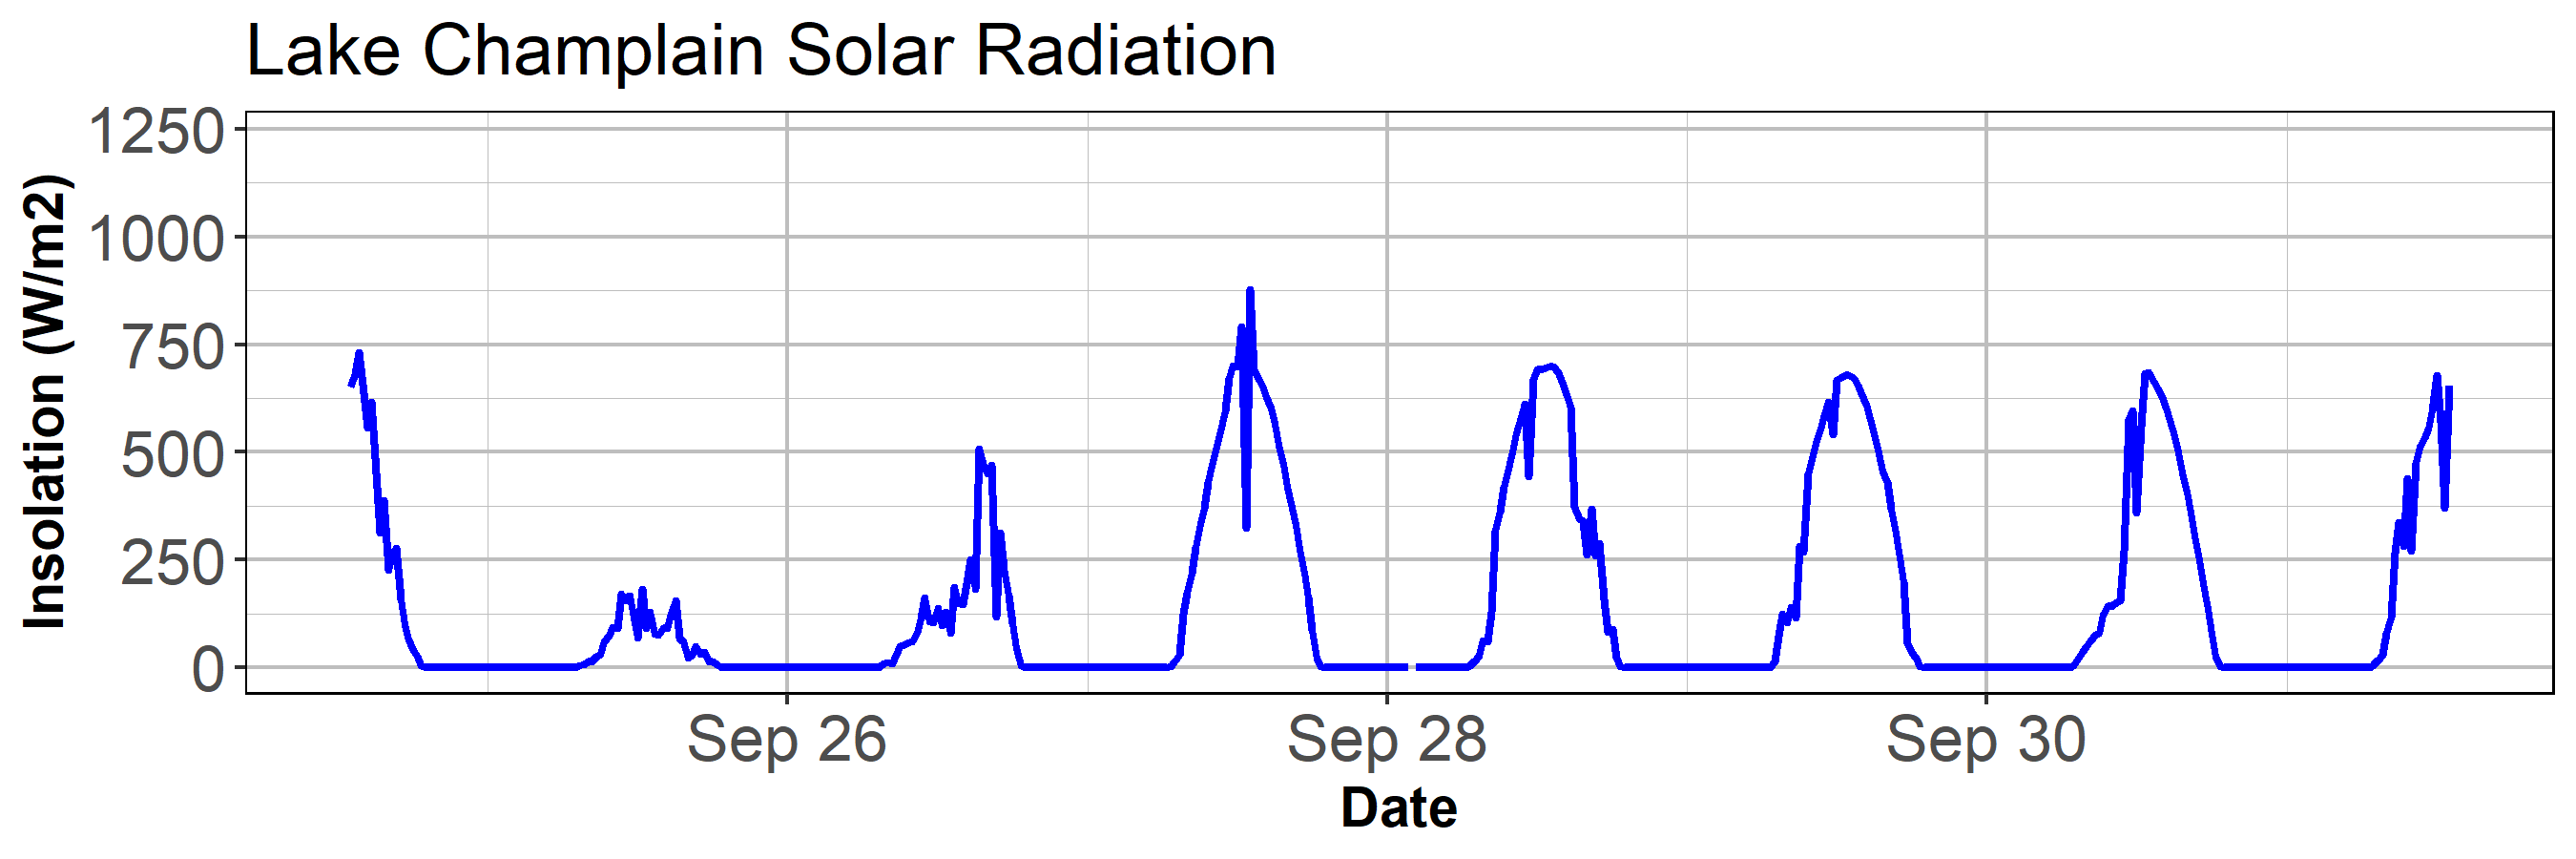 Lake Champlain Solar Radiation
Insolation (W/m2)
1250
1000
750
500
250
0
Sep 26 Sep 28 Sep 30
Date